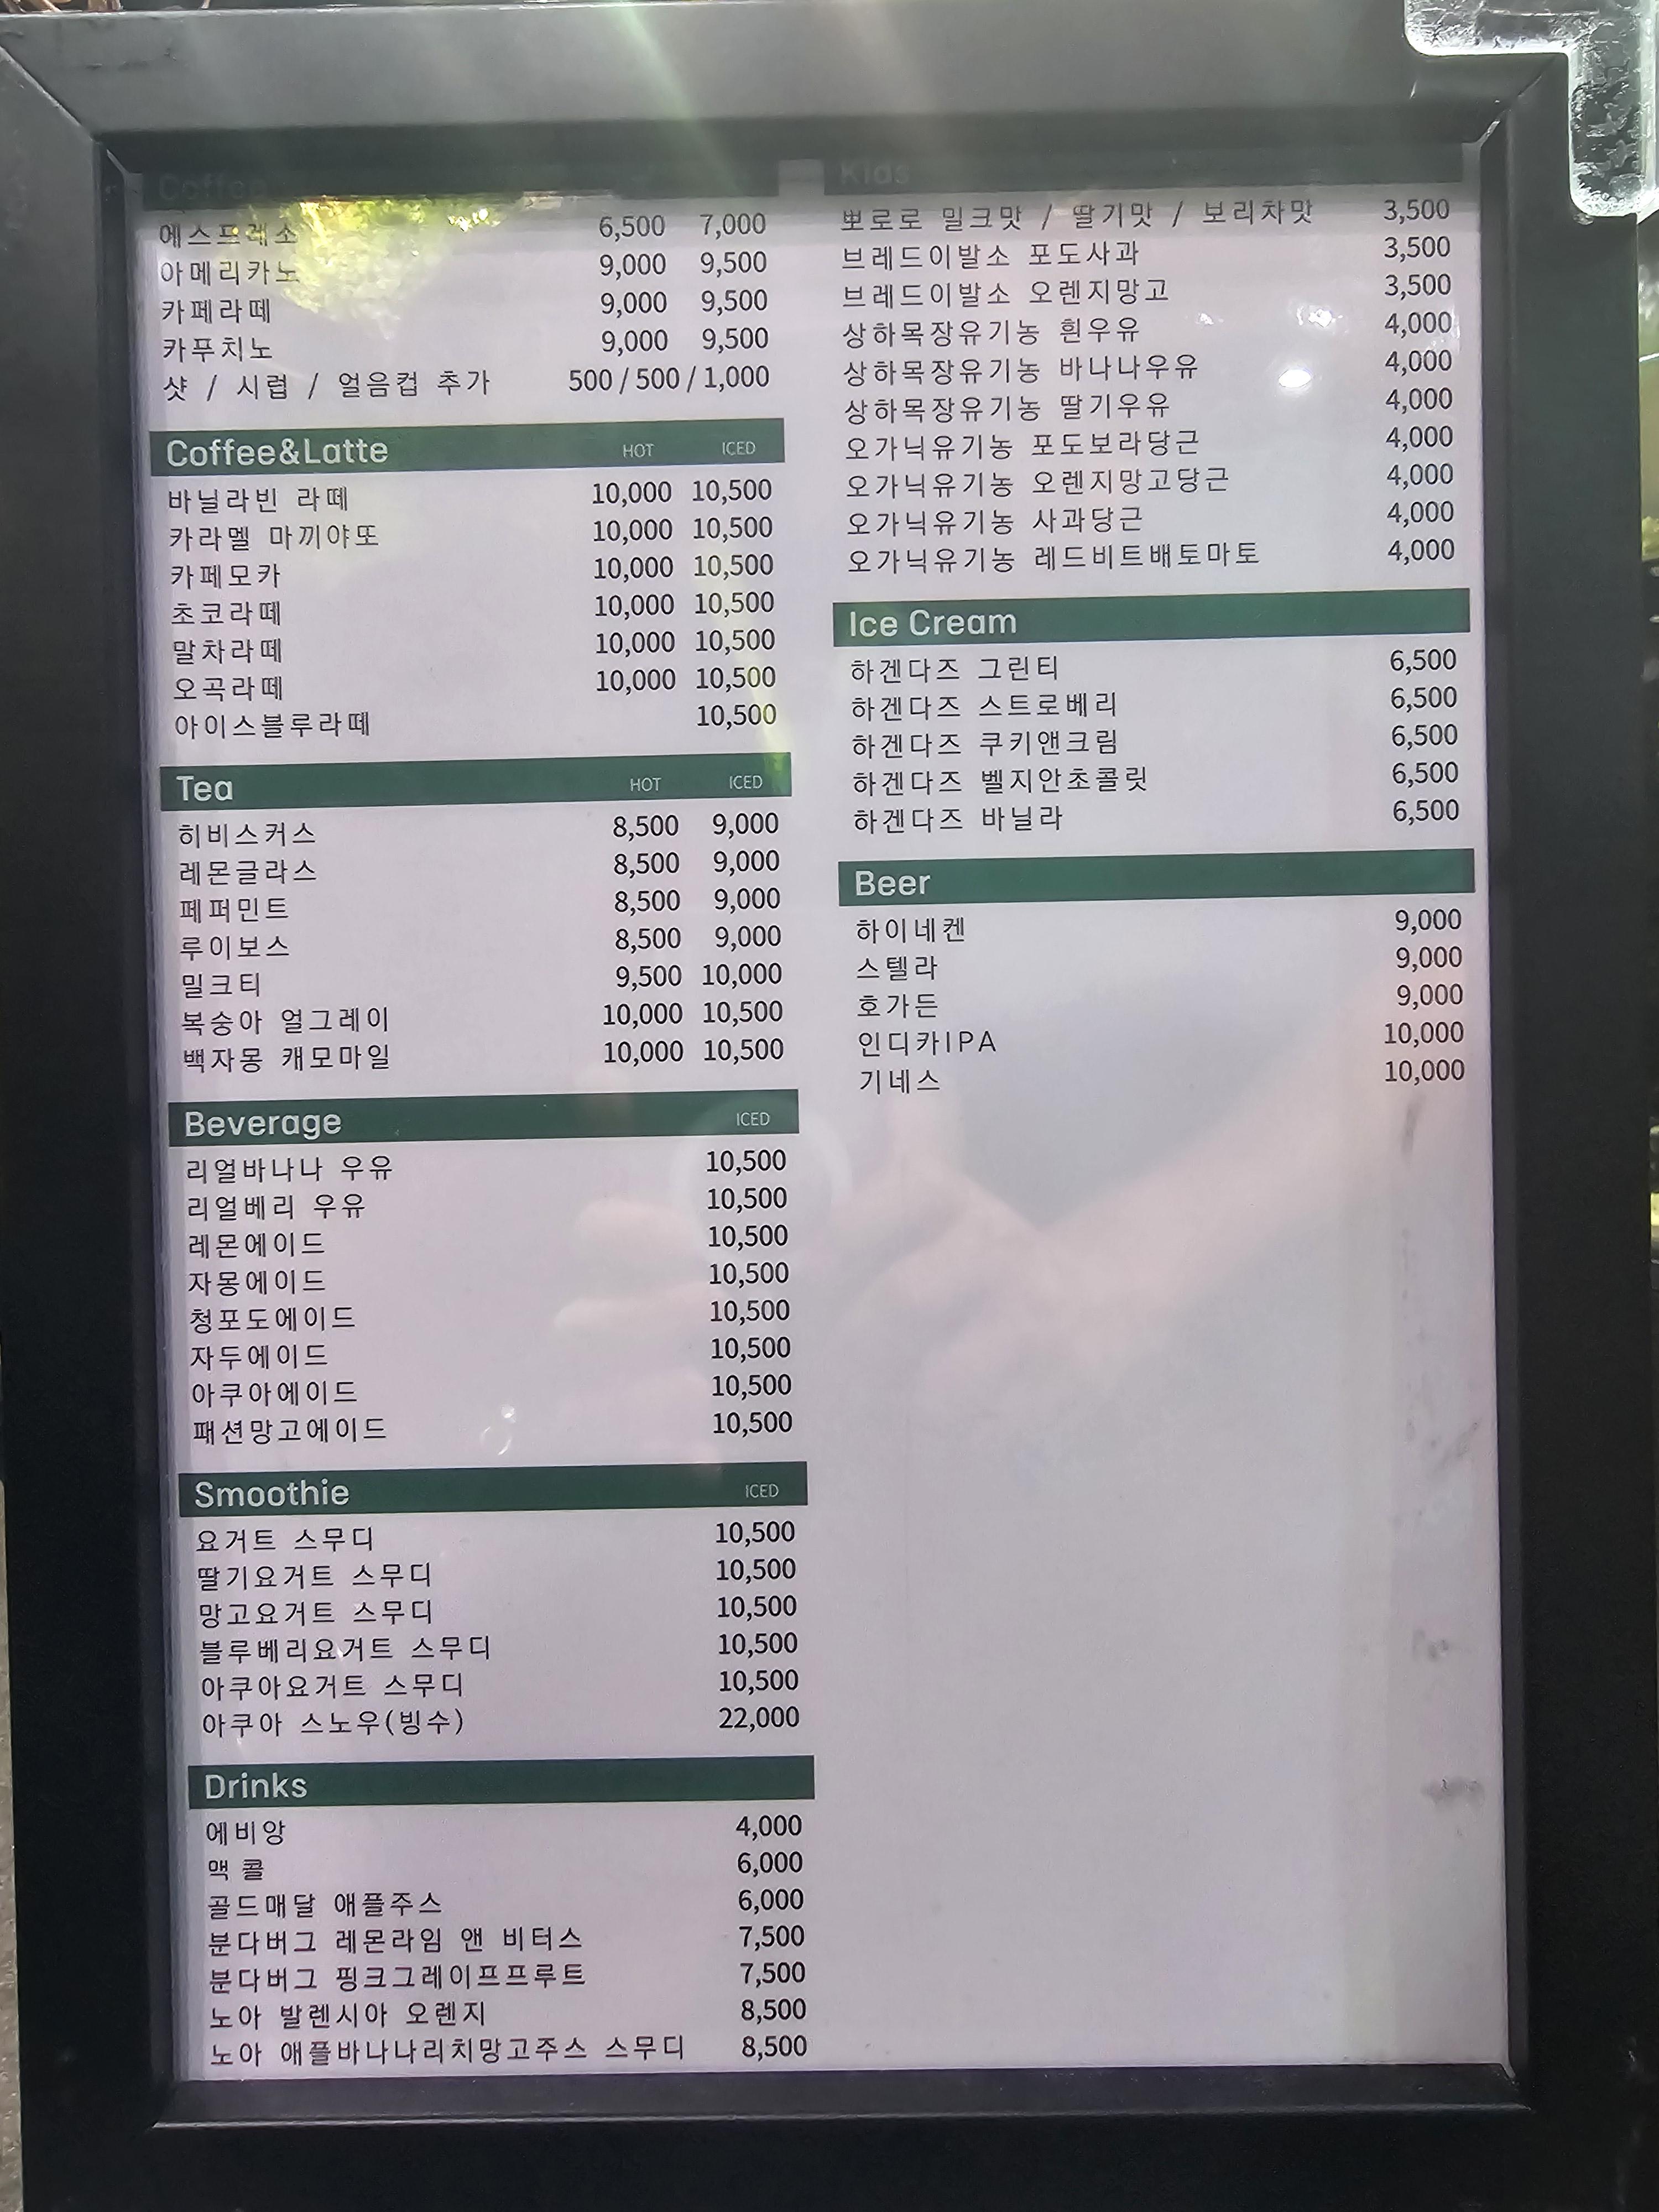 Coffee
에스프레소 6,500 7,000
아메리카노 9,000 9,500
카페라떼 9,000 9,500
카푸치노 9,000 9,500
샷 / 시럽 / 얼음컵 추가 500 / 500 / 1,000
Coffee&Latte HOT ICED
바닐라빈 라떼 10,000 10,500
카라멜 마끼야또 10,000 10,500
카페모카 10,000 10,500
초코라떼 10,000 10,500
말차라떼 10,000 10,500
오곡라떼 10,000 10,500
아이스블루라떼 10,500
Tea HOT ICED
히비스커스 8,500 9,000
레몬글라스 8,500 9,000
페퍼민트 8,500 9,000
루이보스 8,500 9,000
밀크티 9,500 10,000
복숭아 얼그레이 10,000 10,500
백자몽 캐모마일 10,000 10,500
Beverage ICED
리얼바나나 우유 10,500
리얼베리 우유 10,500
레몬에이드 10,500
자몽에이드 10,500
청포도에이드 10,500
자두에이드 10,500
아쿠아에이드 10,500
패션망고에이드 10,500
Smoothie ICED
요거트 스무디 10,500
딸기요거트 스무디 10,500
망고요거트 스무디 10,500
블루베리요거트 스무디 10,500
아쿠아요거트 스무디 10,500
아쿠아 스노우(빙수) 22,000
Drinks
에비앙 4,000
맥콜 6,000
골드매달 애플주스 6,000
분다버그 레몬라임 앤 비터스 7,500
분다버그 핑크그레이프프루트 7,500
노아 발렌시아 오렌지 8,500
노아 애플바나나리치망고주스 스무디 8,500
Kids
뽀로로 밀크맛 / 딸기맛 / 보리차맛 3,500
브레드이발소 포도사과 3,500
브레드이발소 오렌지망고 3,500
상하목장유기농 흰우유 4,000
상하목장유기농 바나나우유 4,000
상하목장유기농 딸기우유 4,000
오가닉유기농 포도보라당근 4,000
오가닉유기농 오렌지망고당근 4,000
오가닉유기농 사과당근 4,000
오가닉유기농 레드비트배토마토 4,000
Ice Cream
하겐다즈 그린티 6,500
하겐다즈 스트로베리 6,500
하겐다즈 쿠키앤크림 6,500
하겐다즈 벨지안초콜릿 6,500
하겐다즈 바닐라 6,500
Beer
하이네켄 9,000
스텔라 9,000
호가든 9,000
인디카IPA 10,000
기네스 10,000